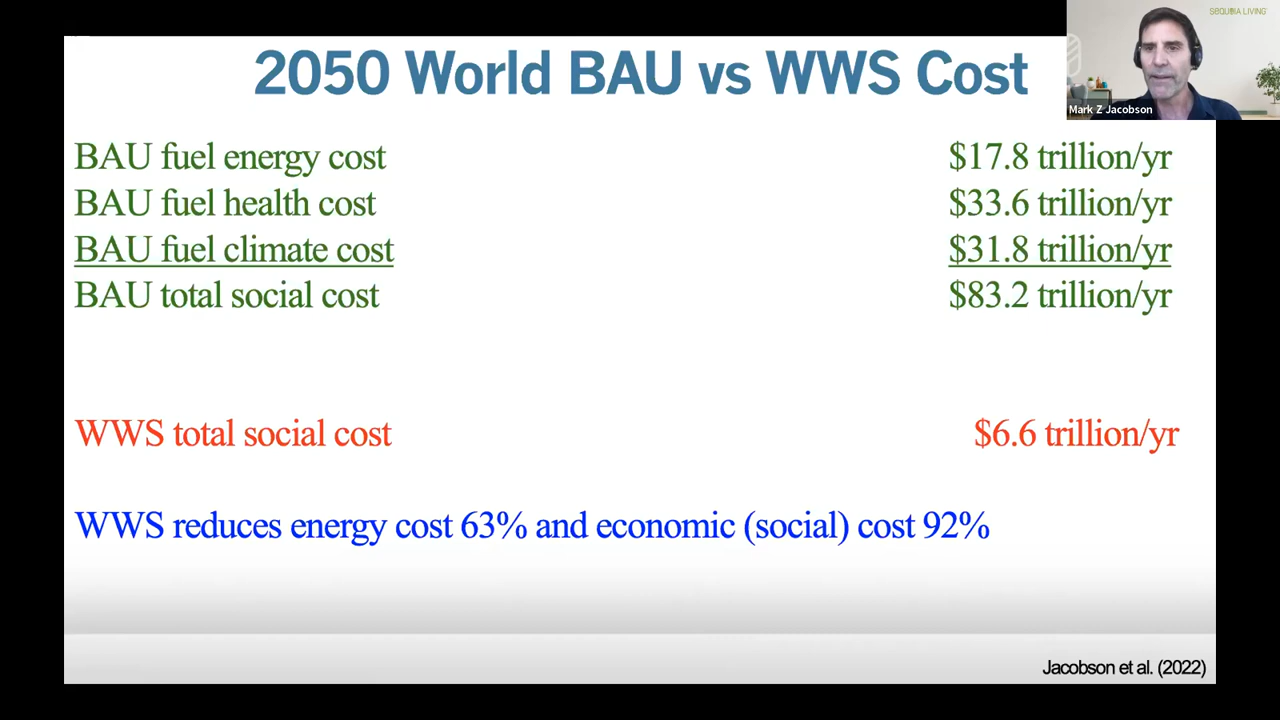 SEQUOIA LIVING
2050 World BAU vs WWS Cost
Mark Z Jacobson
BAU fuel energy cost $17.8 trillion/yr
BAU fuel health cost $33.6 trillion/yr
BAU fuel climate cost $31.8 trillion/yr
BAU total social cost $83.2 trillion/yr
WWS total social cost $6.6 trillion/yr
WWS reduces energy cost 63% and economic (social) cost 92%
Jacobson et al. (2022)